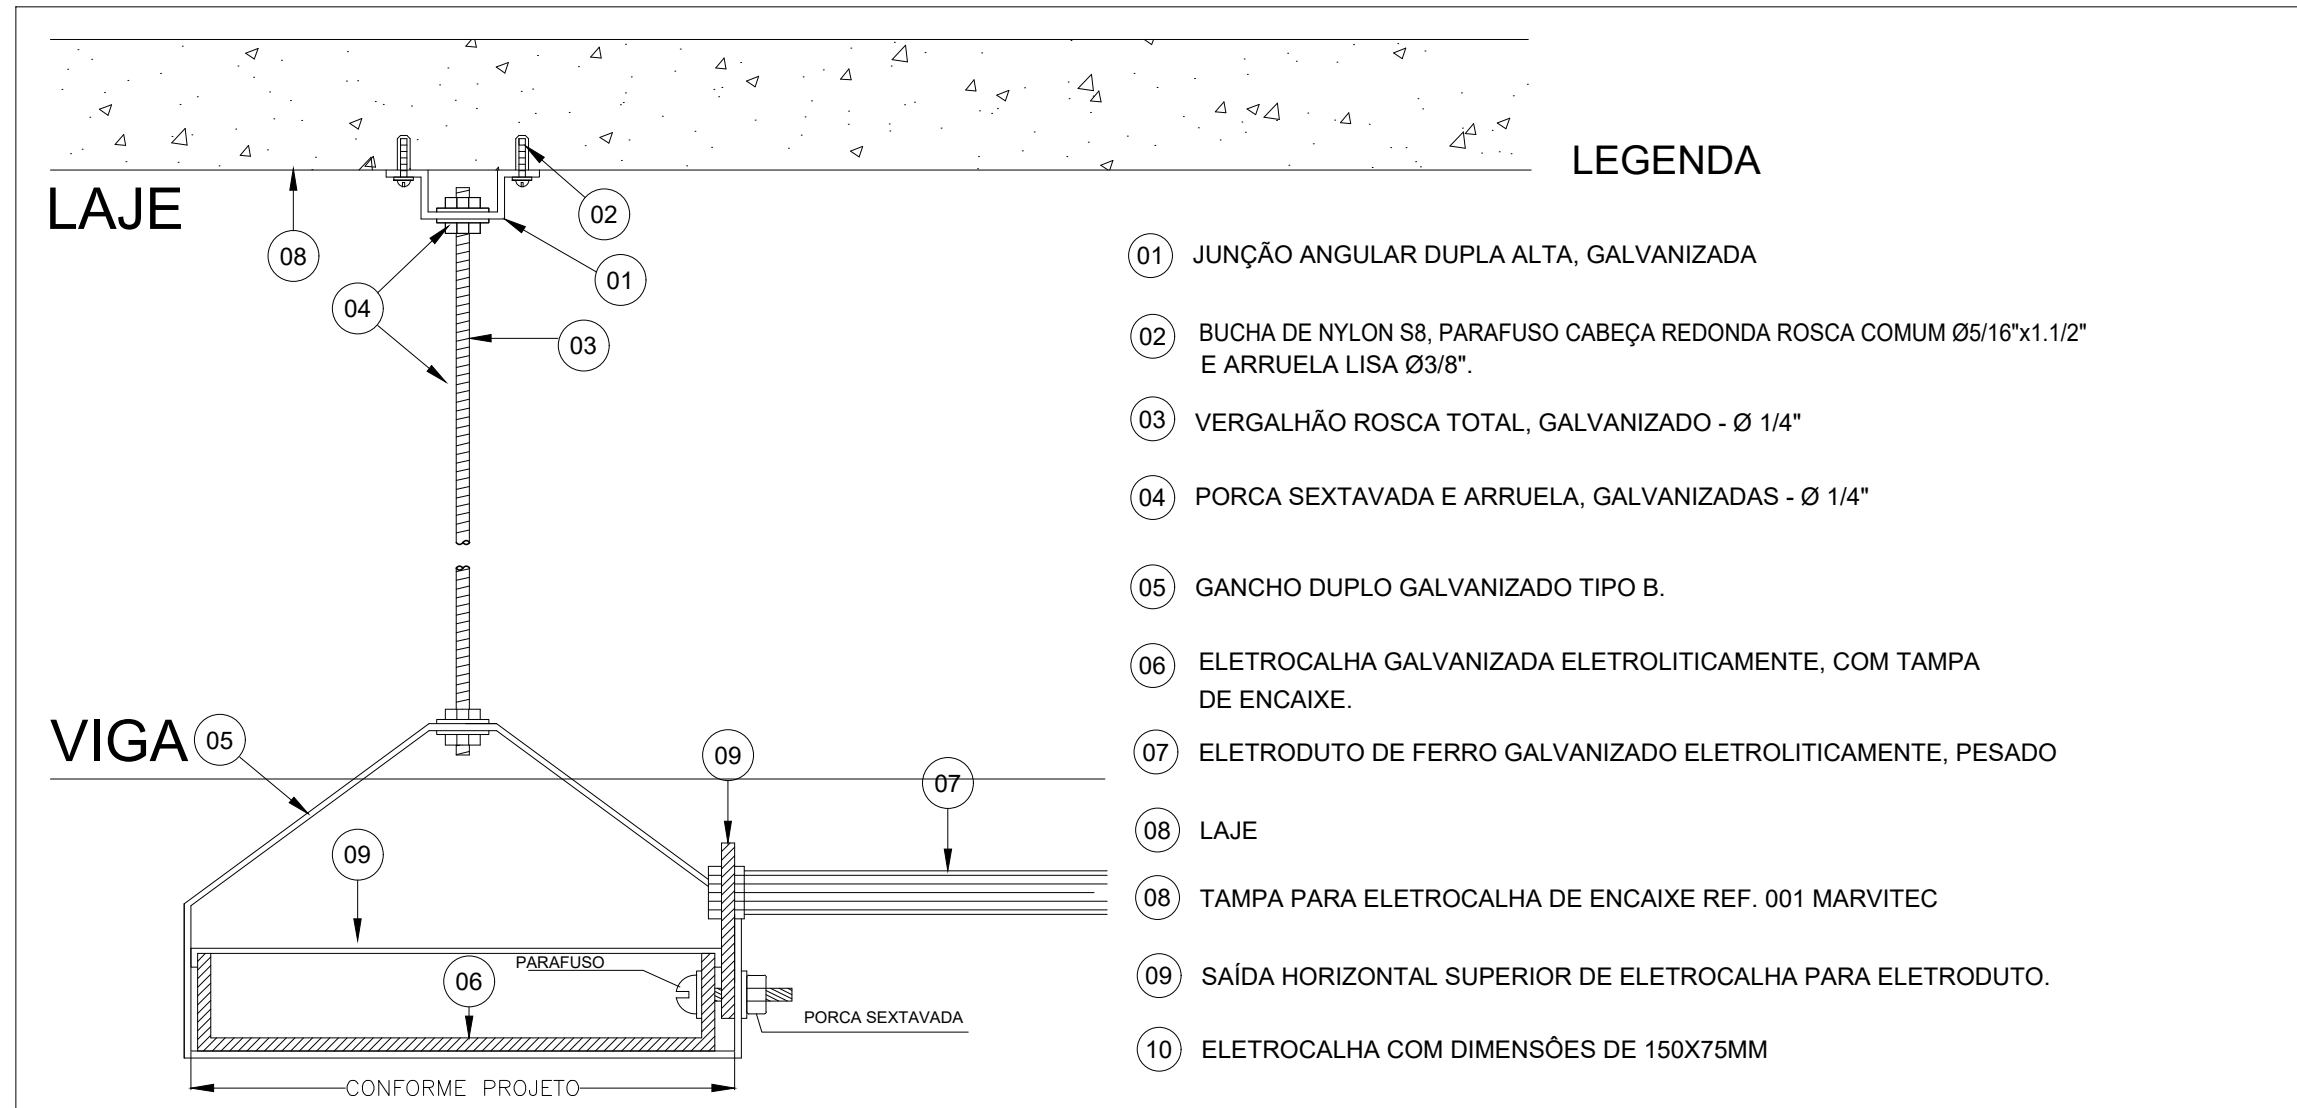 LEGENDA
LAJE
02
08
01
04
03
VIGA
05
09
07
09
PARAFUSO
06
PORCA SEXTAVADA
CONFORME PROJETO
01 JUNÇÃO ANGULAR DUPLA ALTA, GALVANIZADA
02 BUCHA DE NYLON S8, PARAFUSO CABEÇA REDONDA ROSCA COMUM Ø5/16"x1.1/2"
E ARRUELA LISA Ø3/8".
03 VERGALHÃO ROSCA TOTAL, GALVANIZADO - Ø 1/4"
04 PORCA SEXTAVADA E ARRUELA, GALVANIZADAS - Ø 1/4"
05 GANCHO DUPLO GALVANIZADO TIPO B.
06 ELETROCALHA GALVANIZADA ELETROLITICAMENTE, COM TAMPA
DE ENCAIXE.
07 ELETRODUTO DE FERRO GALVANIZADO ELETROLITICAMENTE, PESADO
08 LAJE
08 TAMPA PARA ELETROCALHA DE ENCAIXE REF. 001 MARVITEC
09 SAÍDA HORIZONTAL SUPERIOR DE ELETROCALHA PARA ELETRODUTO.
10 ELETROCALHA COM DIMENSÔES DE 150X75MM